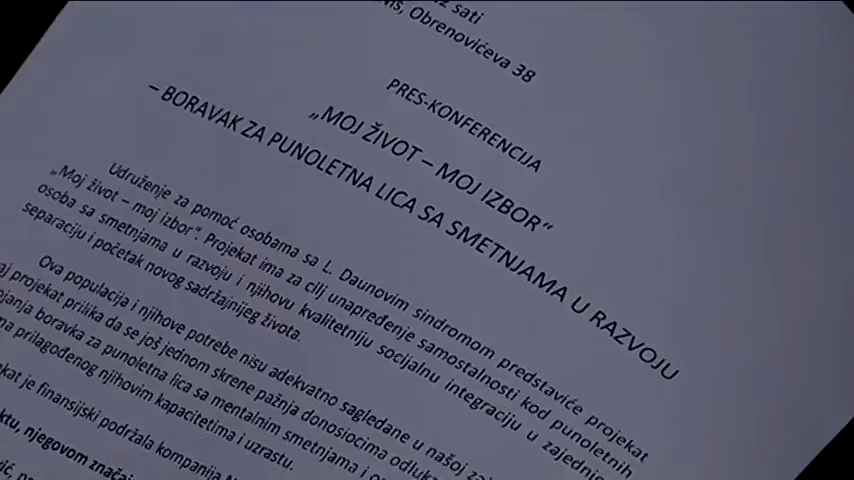 sati
Obrenovićeva 38
PRES-KONFERENCIJA
„MOJ ŽIVOT – MOJ IZBOR“
– BORAVAK ZA PUNOLETNA LICA SA SMETNJAMA U RAZVOJU
Udruženje za pomoć osobama sa L. Daunovim sindromom predstaviće projekat
„Moj život – moj izbor“. Projekat ima za cilj unapređenje samostalnosti kod punoletnih
osoba sa smetnjama u razvoju i njihovu kvalitetniju socijalnu integraciju u
separaciju i početak novog sadržajnijeg života.
Ova populacija i njihove potrebe nisu adekvatno sagledane u našoj
projekat prilika da se još jednom skrene pažnja donosiocima
boravka za punoletna lica sa mentalnim smetnjama i
prilagođenog njihovim kapacitetima i uzrastu.
je finansijski podržala kompanija
njegovom